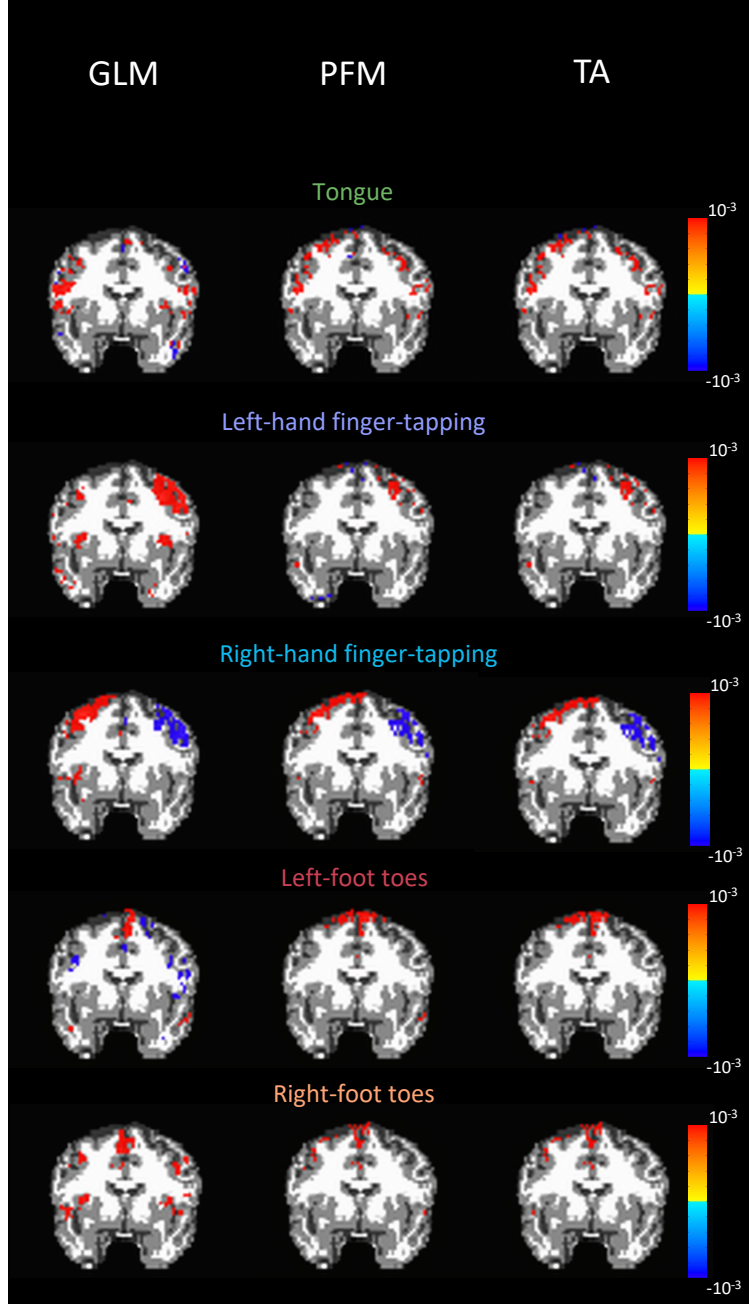 GLM PFM TA
Tongue
10-3
-10-3
Left-hand finger-tapping
10-3
-10-3
Right-hand finger-tapping
10-3
-10-3
Left-foot toes
10-3
-10-3
Right-foot toes
10-3
-10-3